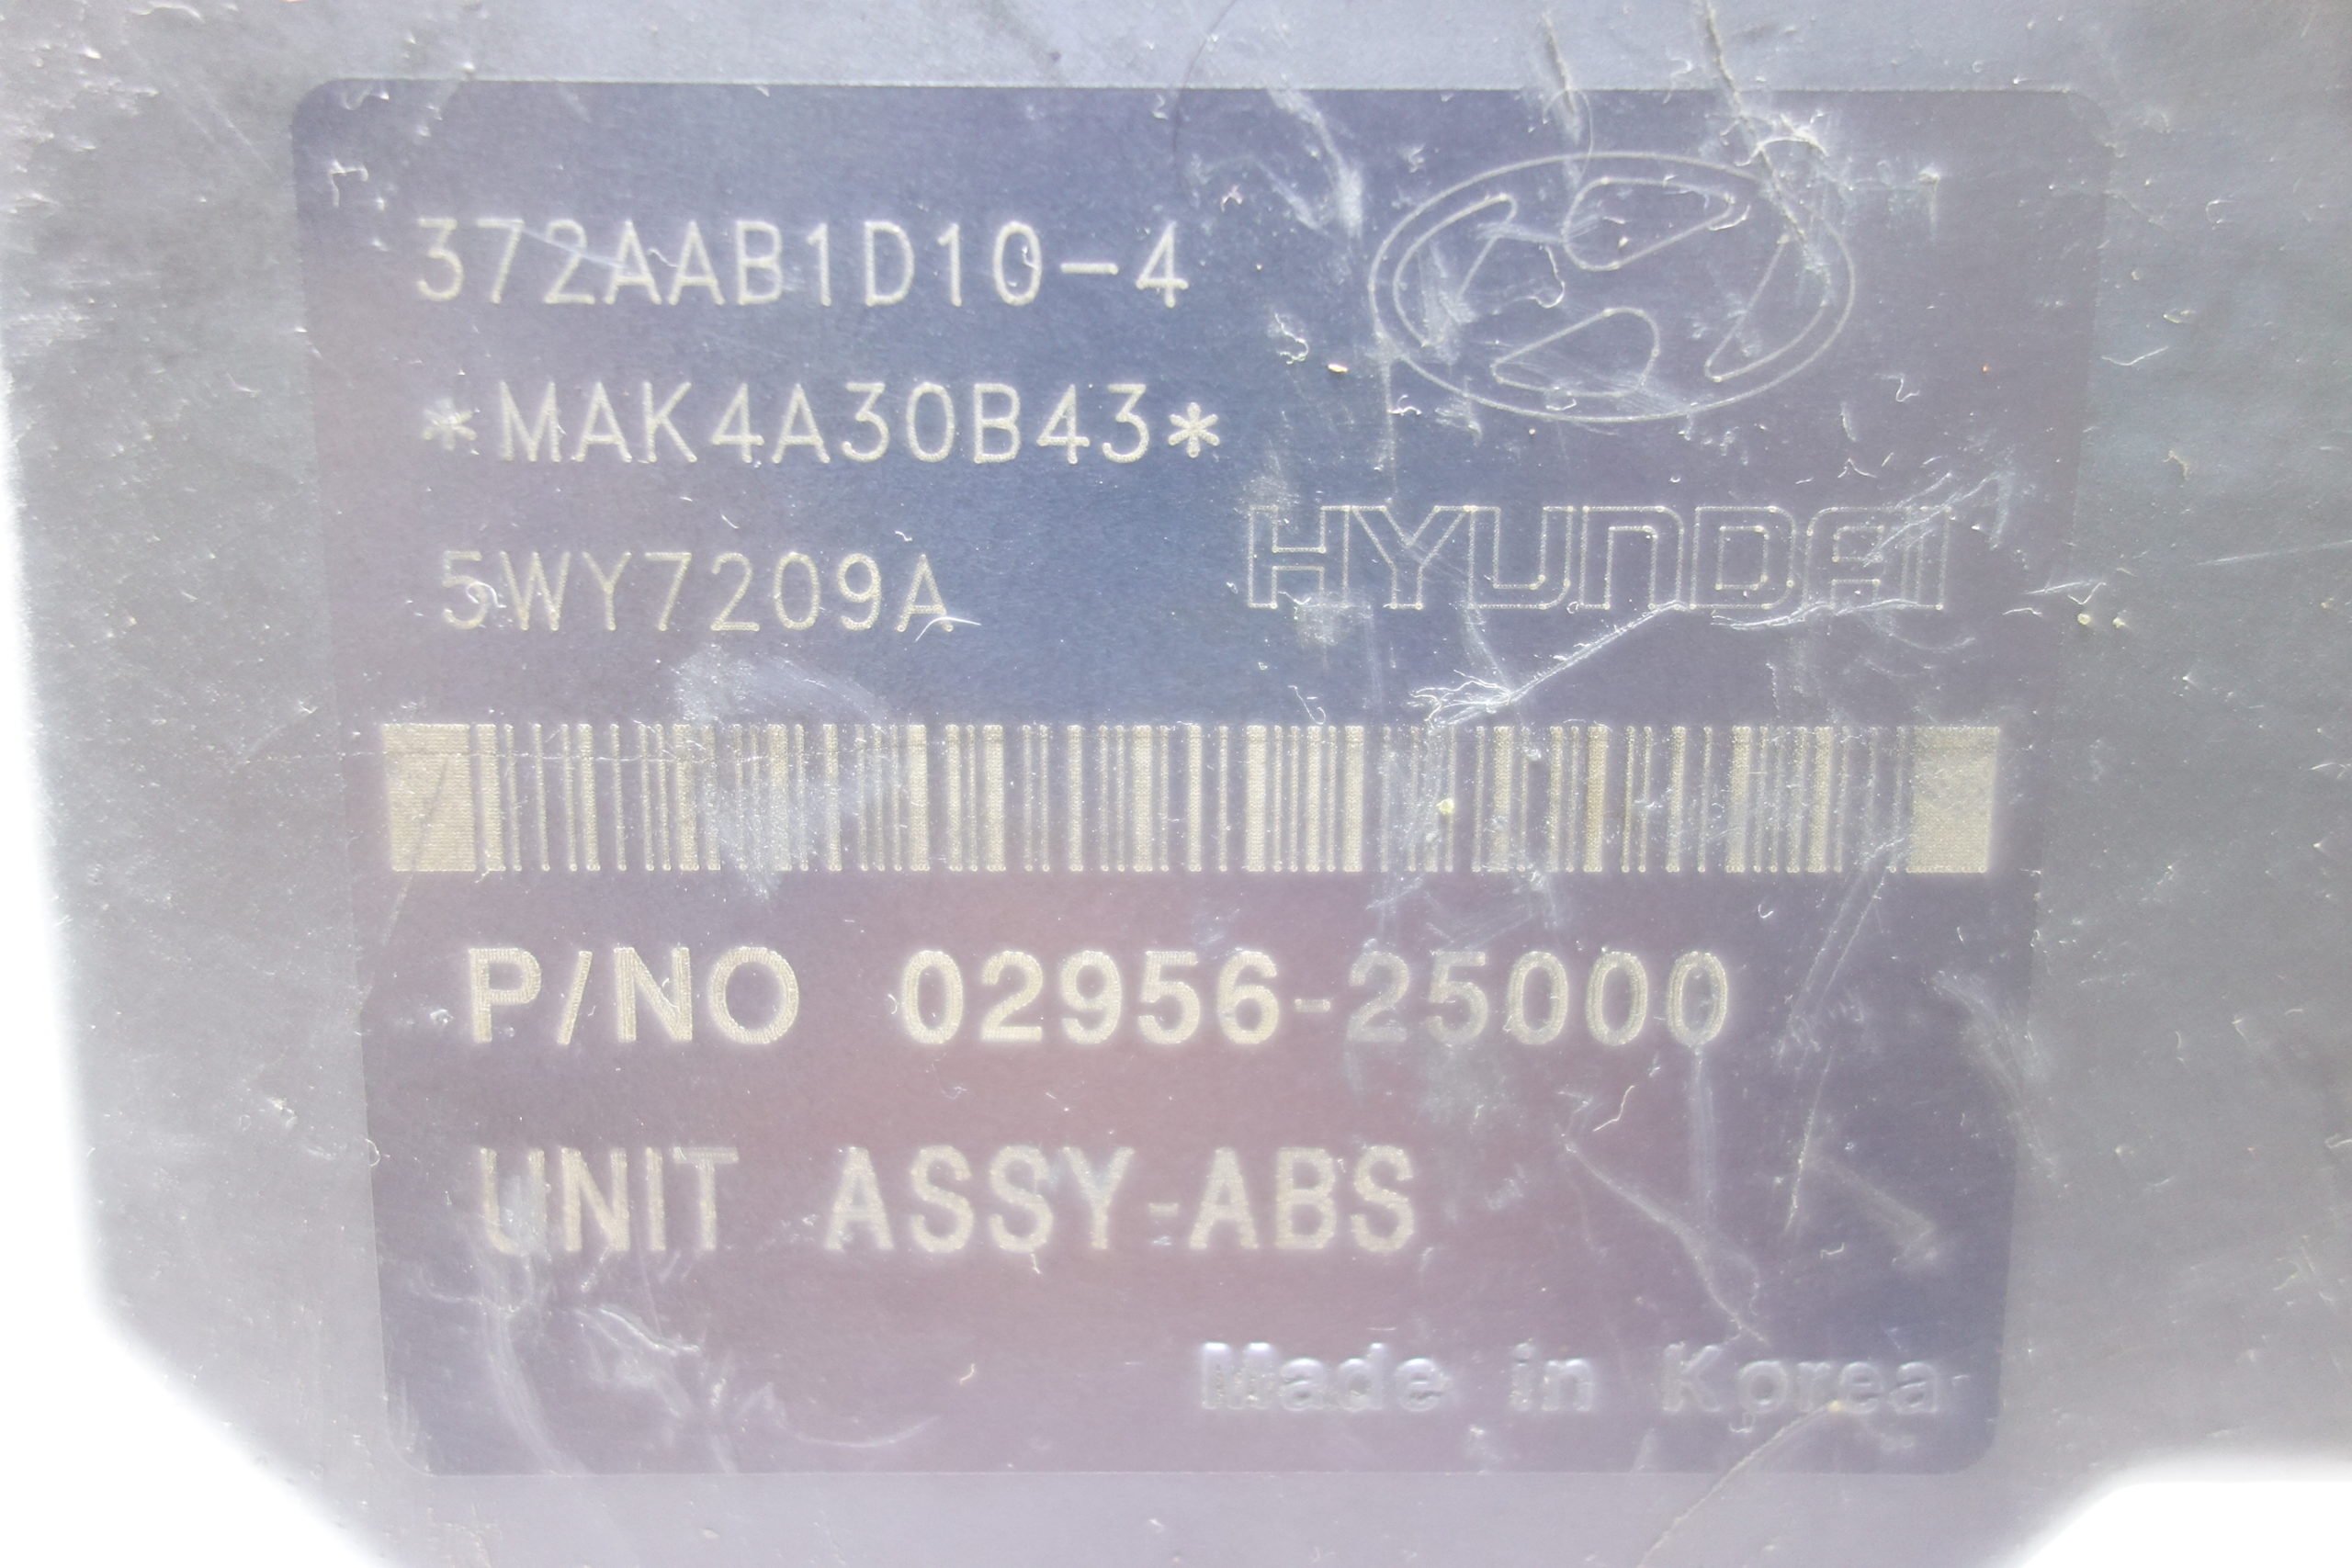 372AAB1D10-4
*MAK4A30B43*
5WY7209A
HYUNDAI
P/NO 02956-25000
UNIT ASSY-ABS
Made in Korea